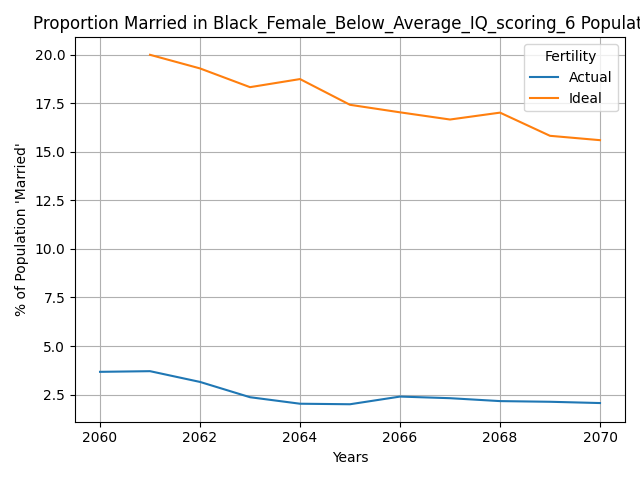 Proportion Married in Black_Female_Below_Average_IQ_scoring_6 Populat
Fertility
Actual
Ideal
20.0
17.5
15.0
12.5
10.0
7.5
5.0
2.5
% of Population 'Married'
2060 2062 2064 2066 2068 2070
Years